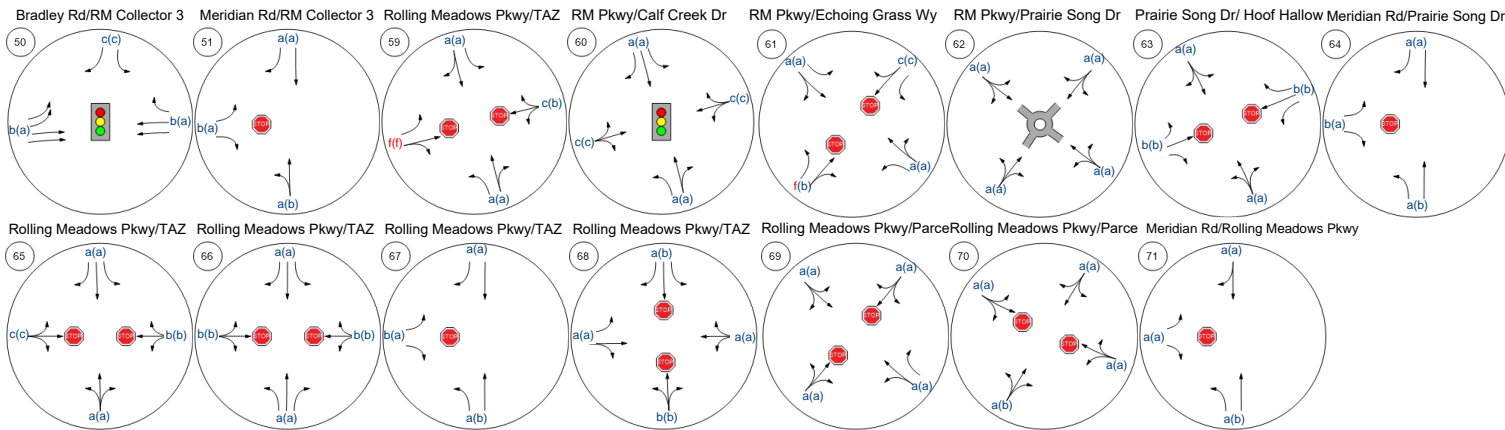 Bradley Rd/RM Collector 3
50
c(c)
b(a)
b(a)
Meridian Rd/RM Collector 3
51
a(a)
b(a)
a(b)
Rolling Meadows Pkwy/TAZ
59
a(a)
c(b)
STOP
STOP
f(f)
a(a)
RM Pkwy/Calf Creek Dr
60
a(a)
c(c)
c(c)
a(a)
RM Pkwy/Echoing Grass Wy
61
a(a)
c(c)
STOP
STOP
a(a)
f(b)
RM Pkwy/Prairie Song Dr
62
a(a)
a(a)
a(a)
a(a)
Prairie Song Dr/ Hoof Hallow
63
a(a)
b(b)
STOP
STOP
b(b)
a(a)
Meridian Rd/Prairie Song Dr
64
a(a)
b(a)
STOP
a(b)
STOP
Rolling Meadows Pkwy/TAZ
65
a(a)
c(c)
STOP
STOP
b(b)
a(a)
Rolling Meadows Pkwy/TAZ
66
a(a)
b(b)
STOP
STOP
b(b)
a(a)
Rolling Meadows Pkwy/TAZ
67
a(a)
b(a)
STOP
a(b)
Rolling Meadows Pkwy/TAZ
68
a(b)
STOP
a(a)
a(a)
STOP
b(b)
Rolling Meadows Pkwy/Parce
69
a(a)
a(a)
STOP
STOP
a(a)
a(a)
Rolling Meadows Pkwy/Parce
70
a(a)
a(a)
STOP
STOP
a(a)
a(b)
Meridian Rd/Rolling Meadows Pkwy
71
a(a)
a(a)
STOP
a(b)